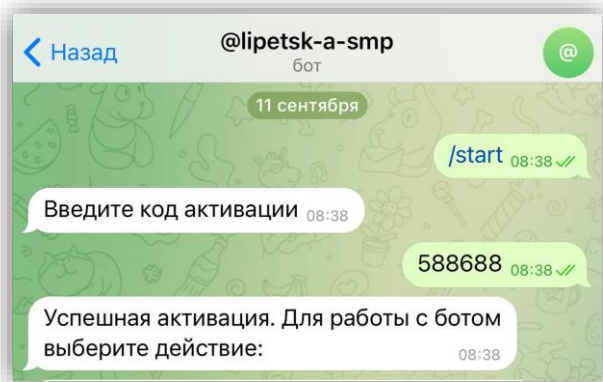 Назад
@lipetsk-a-smp
бот
@
11 сентября
/start 08:38
Введите код активации 08:38
588688 08:38
Успешная активация. Для работы с ботом
выберите действие: 08:38